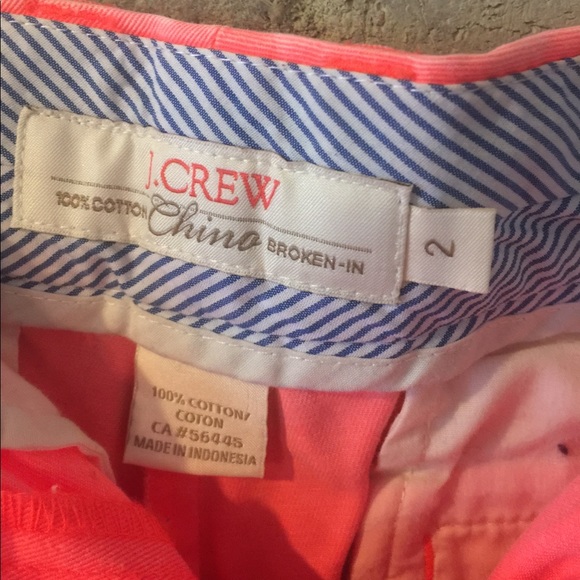 J.CREW
100% COTTON Chino BROKEN-IN
2
100% COTTON/
COTON
CA #56445
MADE IN INDONESIA